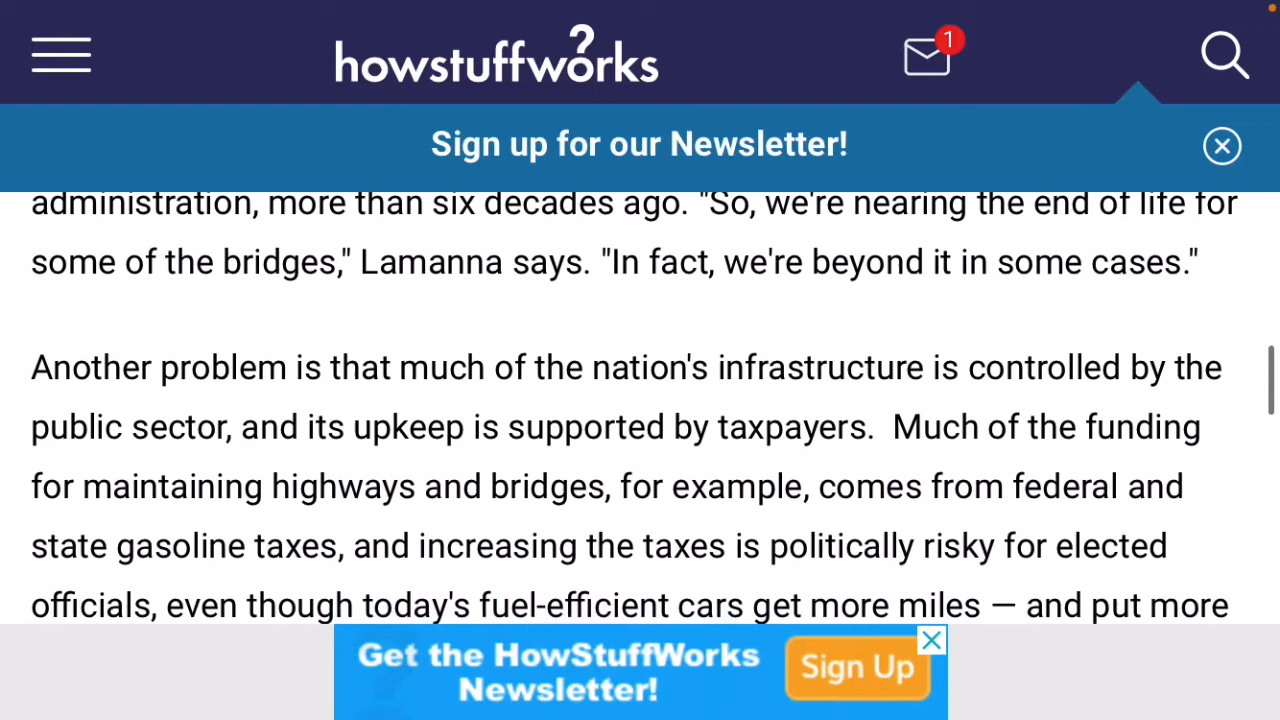 howstuffworks
1
Sign up for our Newsletter!
administration, more than six decades ago. "So, we're nearing the end of life for
some of the bridges," Lamanna says. "In fact, we're beyond it in some cases."
Another problem is that much of the nation's infrastructure is controlled by the
public sector, and its upkeep is supported by taxpayers.  Much of the funding
for maintaining highways and bridges, for example, comes from federal and
state gasoline taxes, and increasing the taxes is politically risky for elected
officials, even though today's fuel-efficient cars get more miles — and put more
Get the HowStuffWorks
Newsletter!
Sign Up